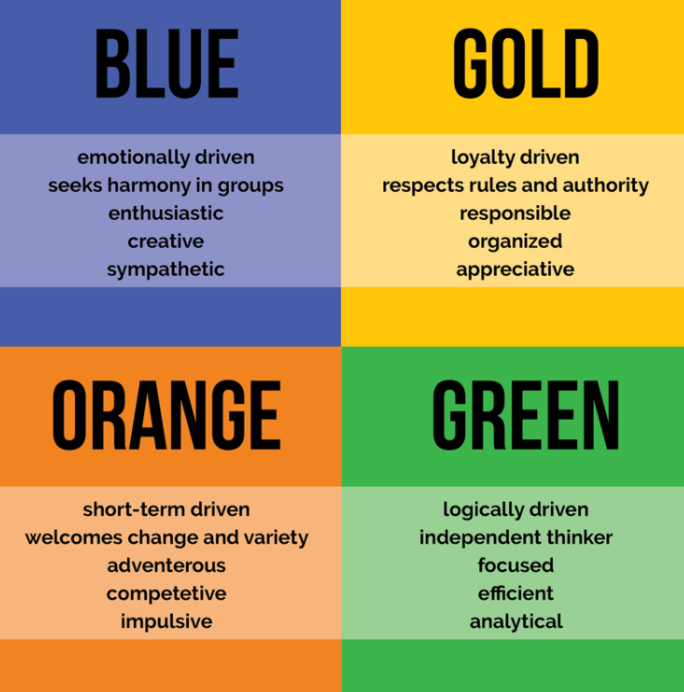 BLUE
emotionally driven
seeks harmony in groups
enthusiastic
creative
sympathetic
GOLD
loyalty driven
respects rules and authority
responsible
organized
appreciative
ORANGE
short-term driven
welcomes change and variety
adventerous
competetive
impulsive
GREEN
logically driven
independent thinker
focused
efficient
analytical